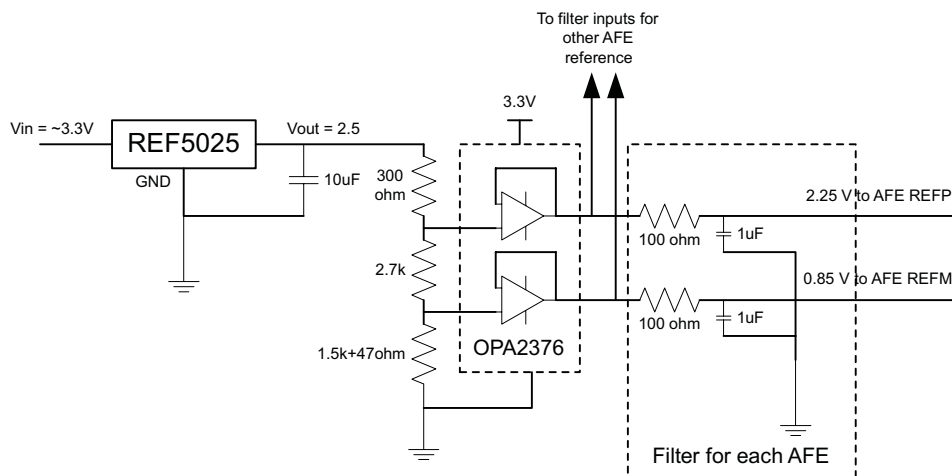 To filter inputs for
other AFE
reference
3.3V
Vin = ~3.3V
REF5025
Vout = 2.5
GND
10uF
300
ohm
2.7k
1.5k+47ohm
OPA2376
100 ohm
1uF
2.25 V to AFE REFP
100 ohm
1uF
0.85 V to AFE REFM
Filter for each AFE